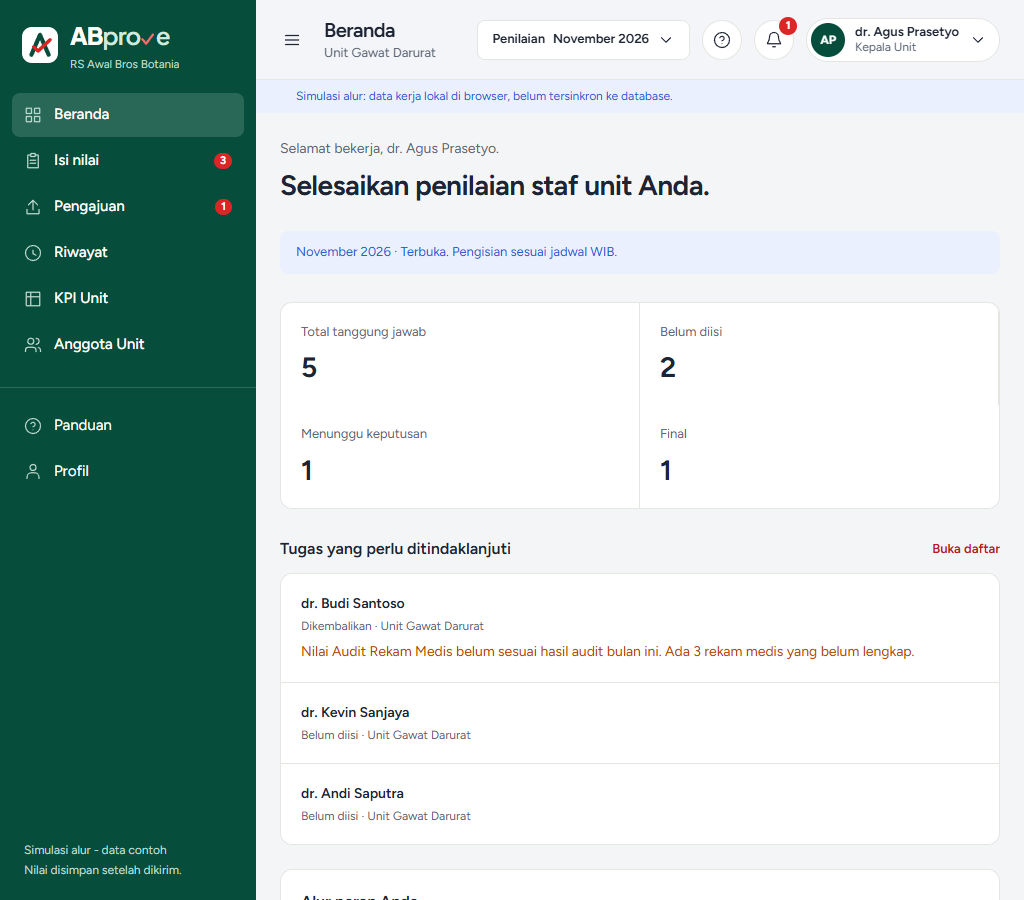 ABprove
RS Awal Bros Botania
Beranda
Isi nilai 3
Pengajuan 1
Riwayat
KPI Unit
Anggota Unit
Panduan
Profil
Simulasi alur - data contoh
Nilai disimpan setelah dikirim.
Beranda
Unit Gawat Darurat
Penilaian November 2026
1
AP
dr. Agus Prasetyo
Kepala Unit
Simulasi alur: data kerja lokal di browser, belum tersinkron ke database.
Selamat bekerja, dr. Agus Prasetyo.
Selesaikan penilaian staf unit Anda.
November 2026 · Terbuka. Pengisian sesuai jadwal WIB.
Total tanggung jawab
5
Belum diisi
2
Menunggu keputusan
1
Final
1
Tugas yang perlu ditindaklanjuti
Buka daftar
dr. Budi Santoso
Dikembalikan · Unit Gawat Darurat
Nilai Audit Rekam Medis belum sesuai hasil audit bulan ini. Ada 3 rekam medis yang belum lengkap.
dr. Kevin Sanjaya
Belum diisi · Unit Gawat Darurat
dr. Andi Saputra
Belum diisi · Unit Gawat Darurat
Alur peran Anda